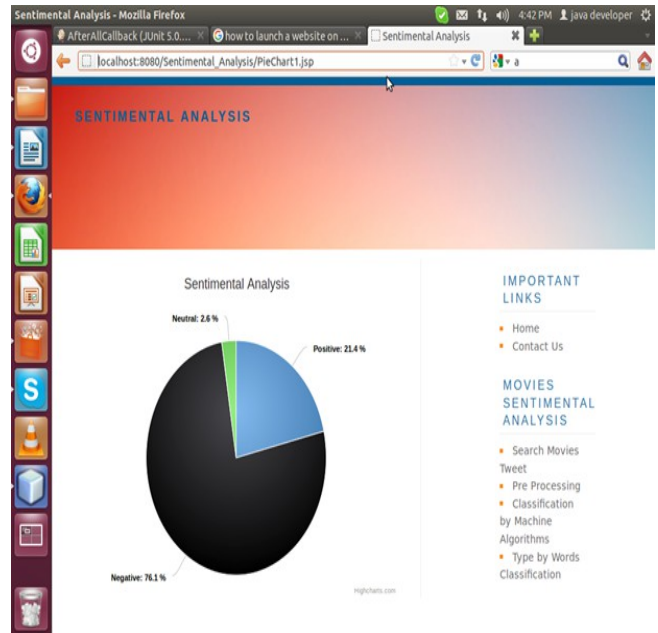 Sentimental Analysis - Mozilla Firefox
4:42 PM java developer
AfterAllCallback (JUnit 5.0....
how to launch a website on ...
Sentimental Analysis
localhost:8080/Sentimental_Analysis/PieChart1.jsp
a
SENTIMENTAL ANALYSIS
Sentimental Analysis
Neutral: 2.6 %
Positive: 21.4 %
Negative: 76.1 %
Highcharts.com
IMPORTANT
LINKS
Home
Contact Us
MOVIES
SENTIMENTAL
ANALYSIS
Search Movies
Tweet
Pre Processing
Classification
by Machine
Algorithms
Type by Words
Classification